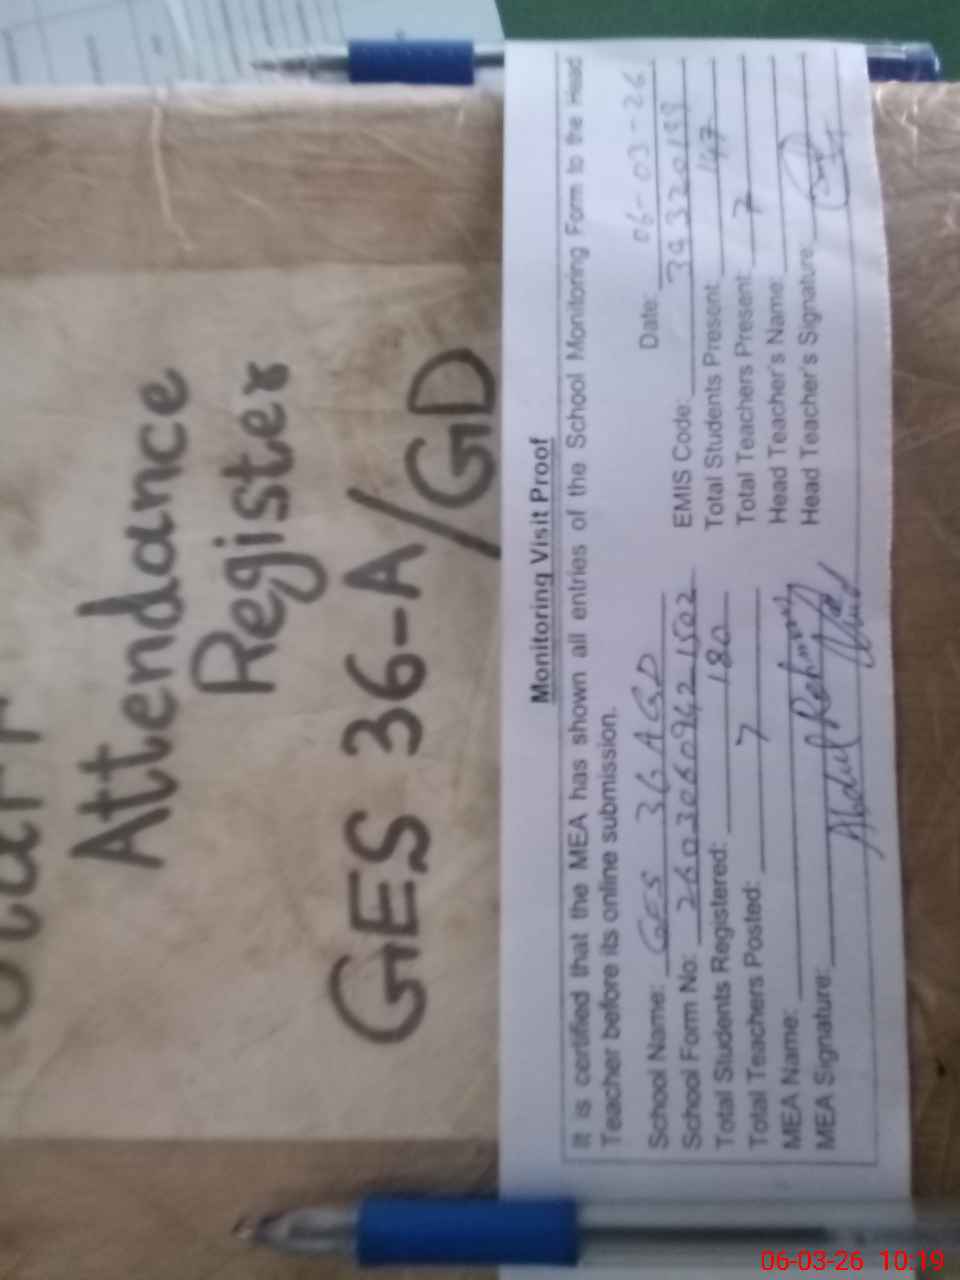 Staff
Attendance
Register
GES 36-A/GD
Monitoring Visit Proof
It is certified that the MEA has shown all entries of the School Monitoring Form to the Head
Teacher before its online submission.
School Name: GES 36 A GD Date: 06-03-26
School Form No: 26030609421502 EMIS Code: 39320199
Total Students Registered: 180 Total Students Present: 147
Total Teachers Posted: 7 Total Teachers Present: 7
MEA Name: Abdul Rehman Head Teacher's Name:
MEA Signature: Head Teacher's Signature:
06-03-26 10:19